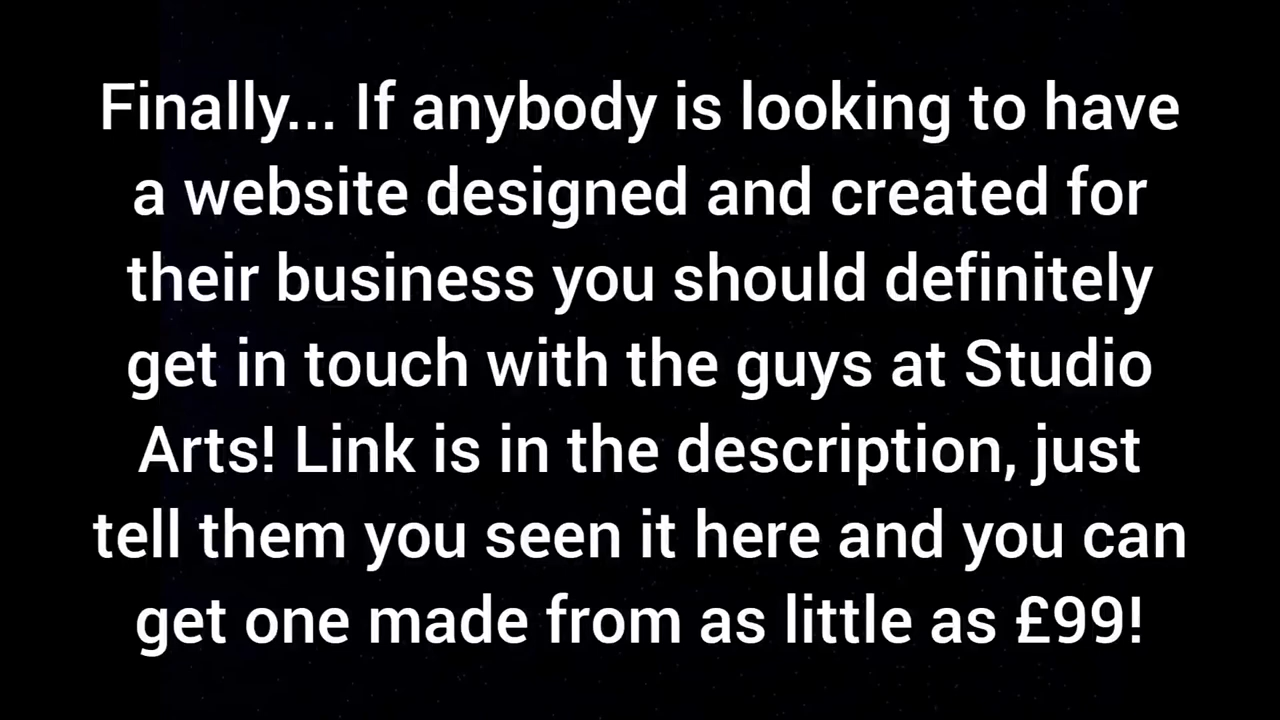 Finally... If anybody is looking to have
a website designed and created for
their business you should definitely
get in touch with the guys at Studio
Arts! Link is in the description, just
tell them you seen it here and you can
get one made from as little as £99!